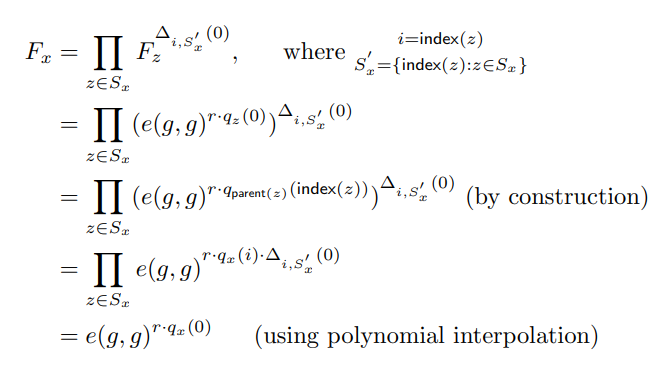 F_x = ∏_{z∈S_x} F_z^{Δ_{i,S'_x}(0)}, where i=index(z) S'_x={index(z):z∈S_x}
= ∏_{z∈S_x} (e(g,g)^{r·q_z(0)})^{Δ_{i,S'_x}(0)}
= ∏_{z∈S_x} (e(g,g)^{r·q_{parent(z)}(index(z))})^{Δ_{i,S'_x}(0)} (by construction)
= ∏_{z∈S_x} e(g,g)^{r·q_x(i)·Δ_{i,S'_x}(0)}
= e(g,g)^{r·q_x(0)} (using polynomial interpolation)